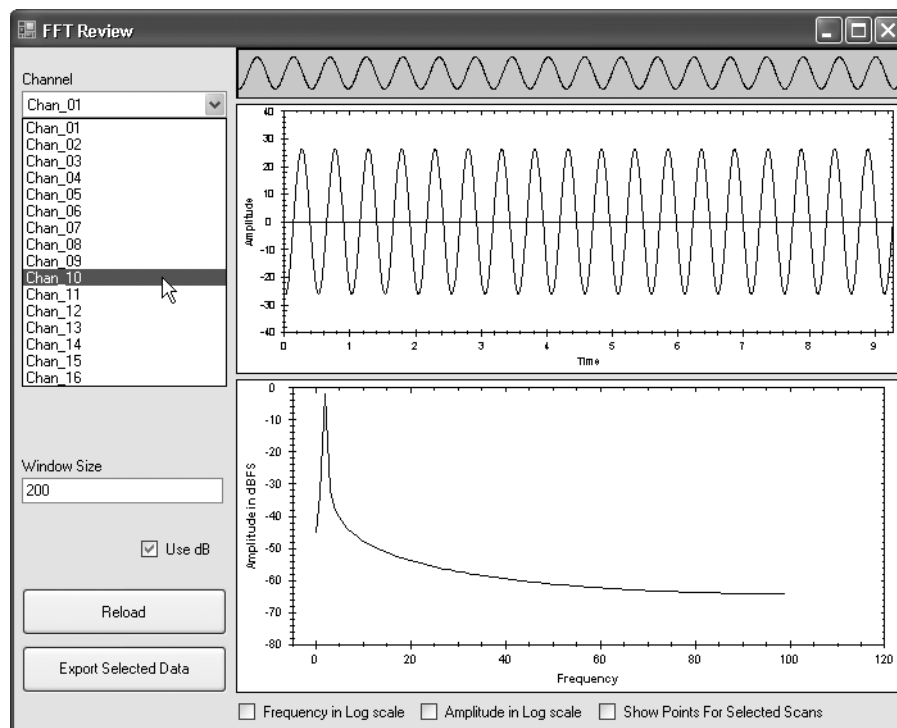 FFT Review
Channel
Chan_01
Chan_01
Chan_02
Chan_03
Chan_04
Chan_05
Chan_06
Chan_07
Chan_08
Chan_09
Chan_10
Chan_11
Chan_12
Chan_13
Chan_14
Chan_15
Chan_16
Window Size
200
Use dB
Reload
Export Selected Data
40
30
20
10
0
-10
-20
-30
-40
Amplitude
0 1 2 3 4 5 6 7 8 9
Time
0
-10
-20
-30
-40
-50
-60
-70
-80
Amplitude in dBFS
0 20 40 60 80 100 120
Frequency
Frequency in Log scale Amplitude in Log scale Show Points For Selected Scans